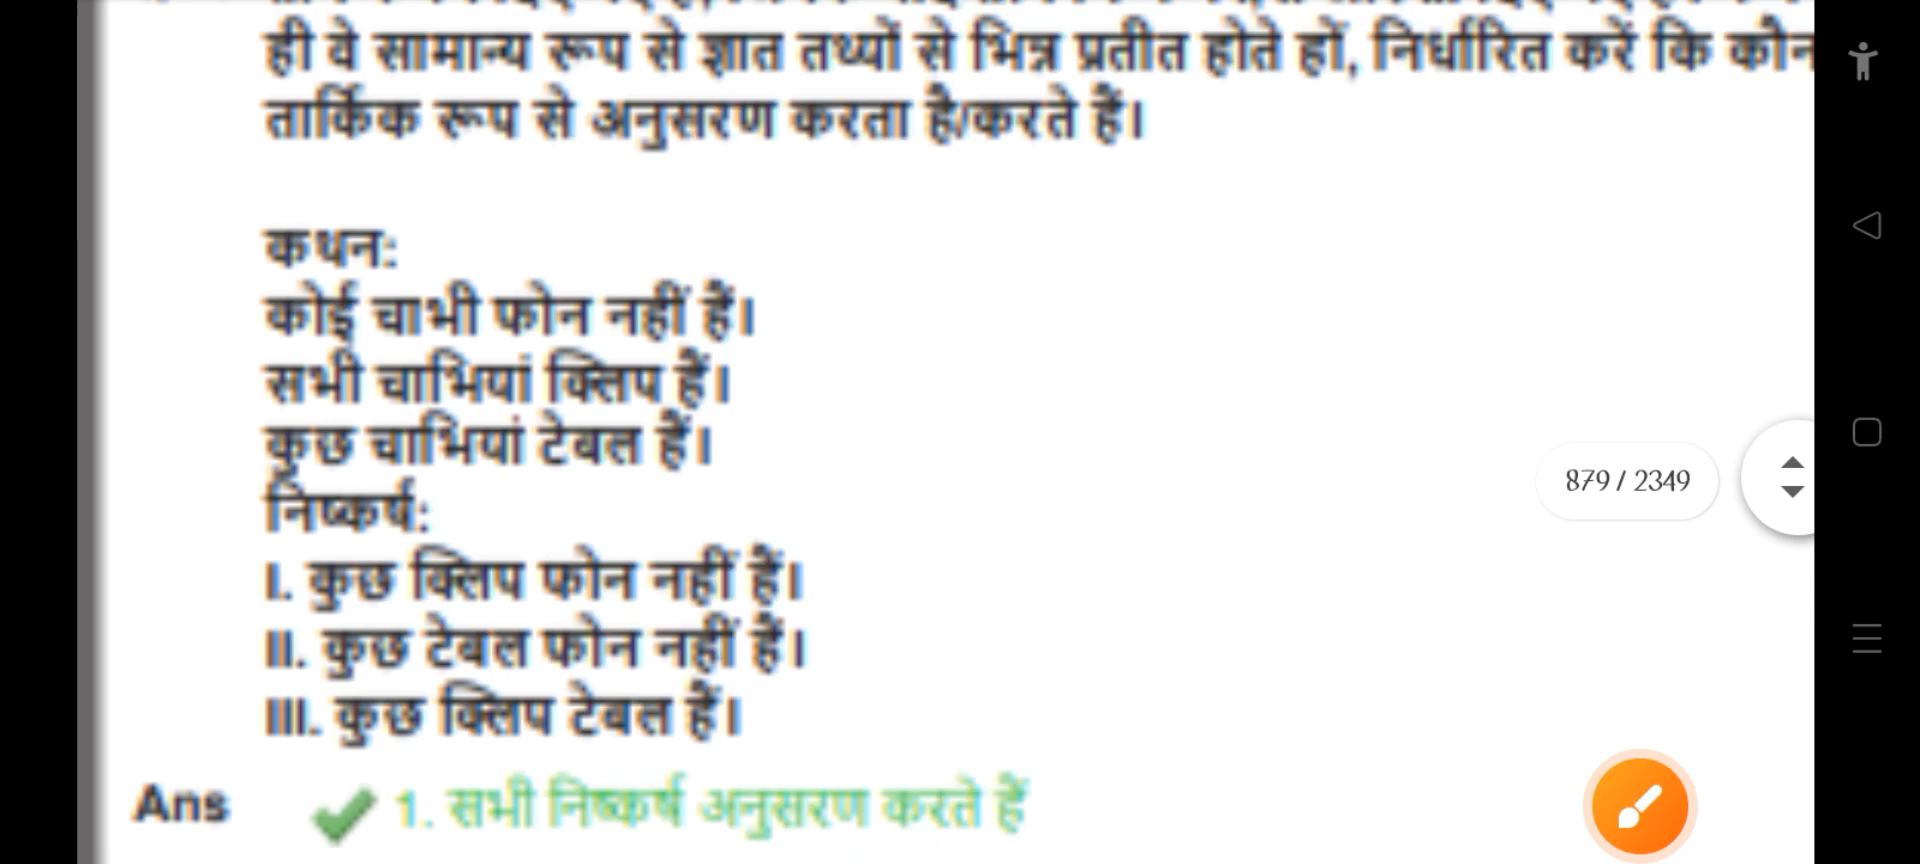 ही वे सामान्य रूप से ज्ञात तथ्यों से भिन्न प्रतीत होते हों, निर्धारित करें कि कौन
तार्किक रूप से अनुसरण करता है/करते हैं।
कथन:
कोई चाभी फोन नहीं हैं।
सभी चाभियां क्लिप हैं।
कुछ चाभियां टेबल हैं।
निष्कर्ष:
I. कुछ क्लिप फोन नहीं हैं।
II. कुछ टेबल फोन नहीं हैं।
III. कुछ क्लिप टेबल हैं।
Ans 1. सभी निष्कर्ष अनुसरण करते हैं
879 / 2349